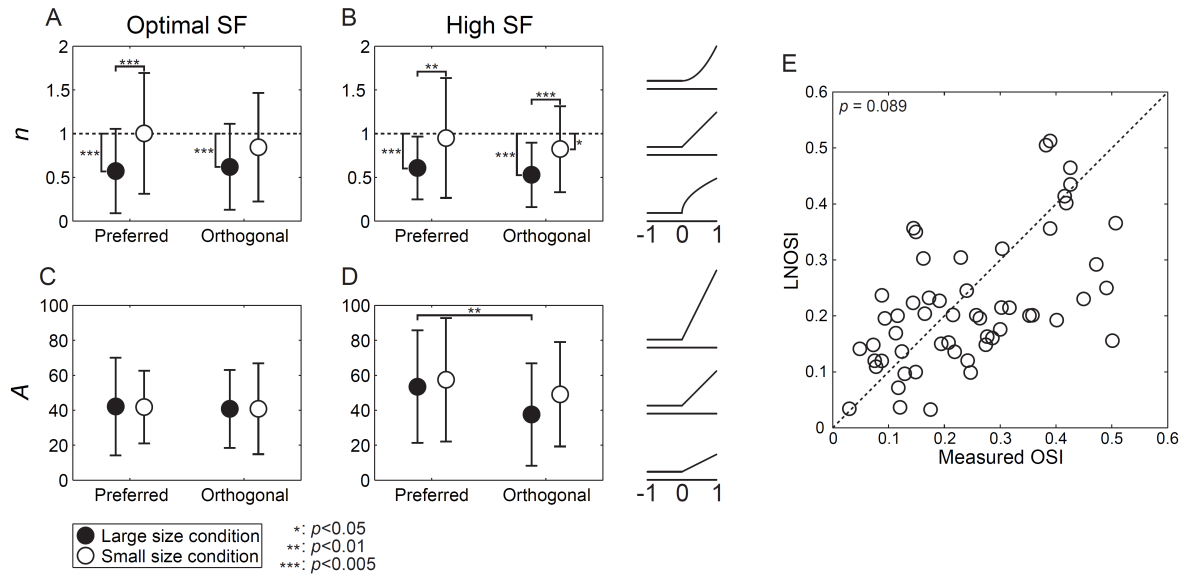 A
Optimal SF
B
High SF
E
2
1.5
1
0.5
0
n
***
***
***
Preferred
Orthogonal
2
1.5
1
0.5
0
**
***
***
***
*
Preferred
Orthogonal
-1 0 1
C
D
100
80
60
40
20
0
A
Preferred
Orthogonal
100
80
60
40
20
0
**
Preferred
Orthogonal
-1 0 1
p = 0.089
0.6
0.5
0.4
0.3
0.2
0.1
0
LNOSI
0 0.1 0.2 0.3 0.4 0.5 0.6
Measured OSI
Large size condition
Small size condition
*: p<0.05
**: p<0.01
***: p<0.005